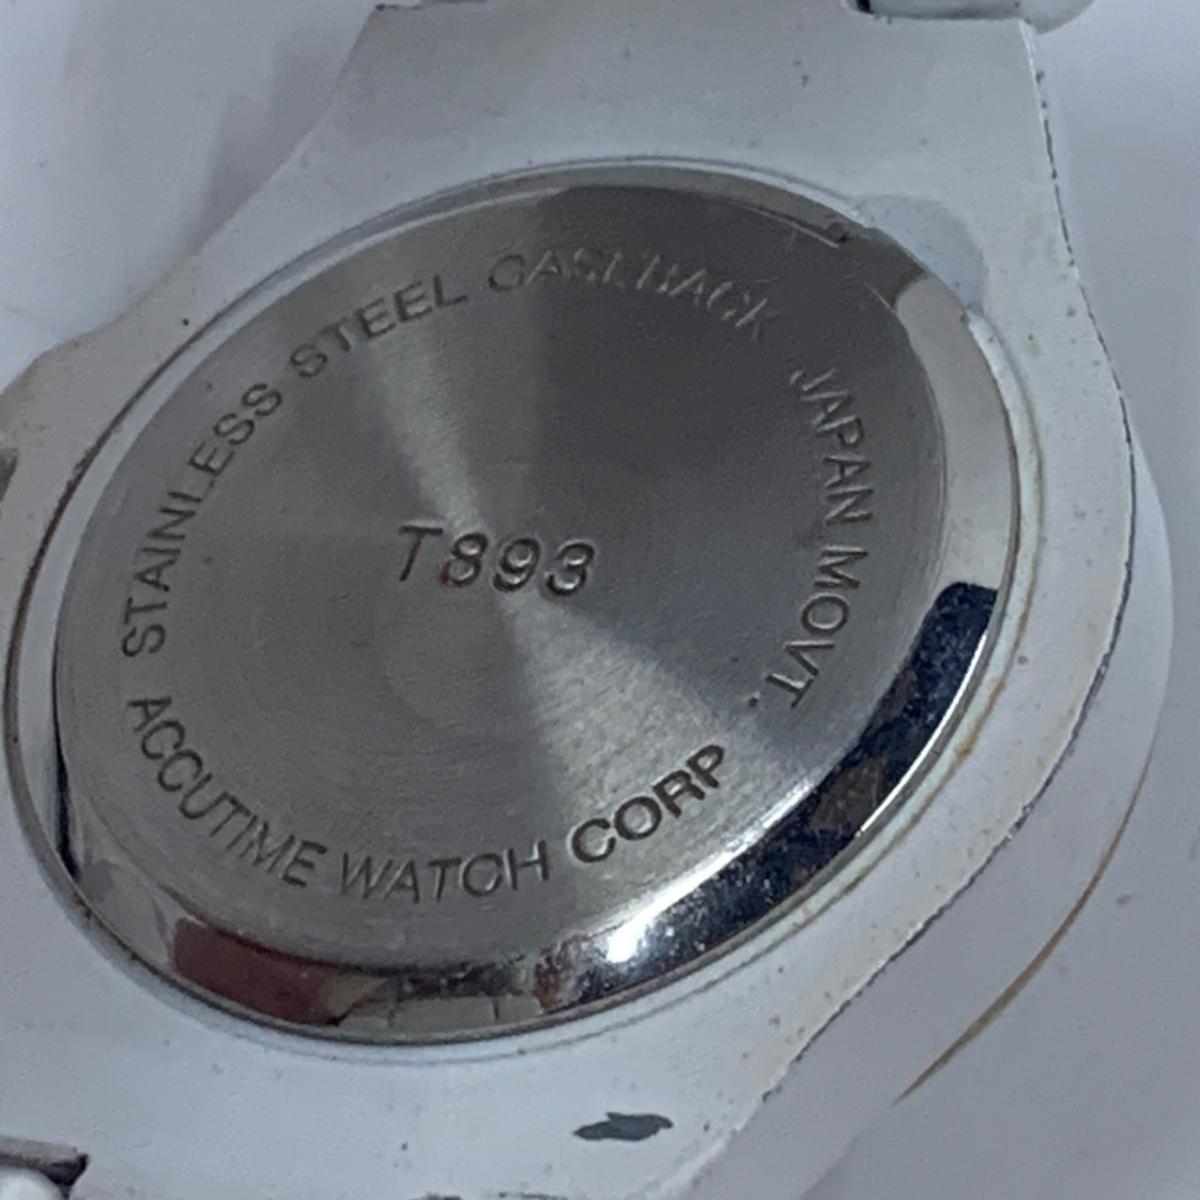 STAINLESS STEEL CASEBACK
JAPAN MOVT.
T893
ACCUTIME WATCH CORP